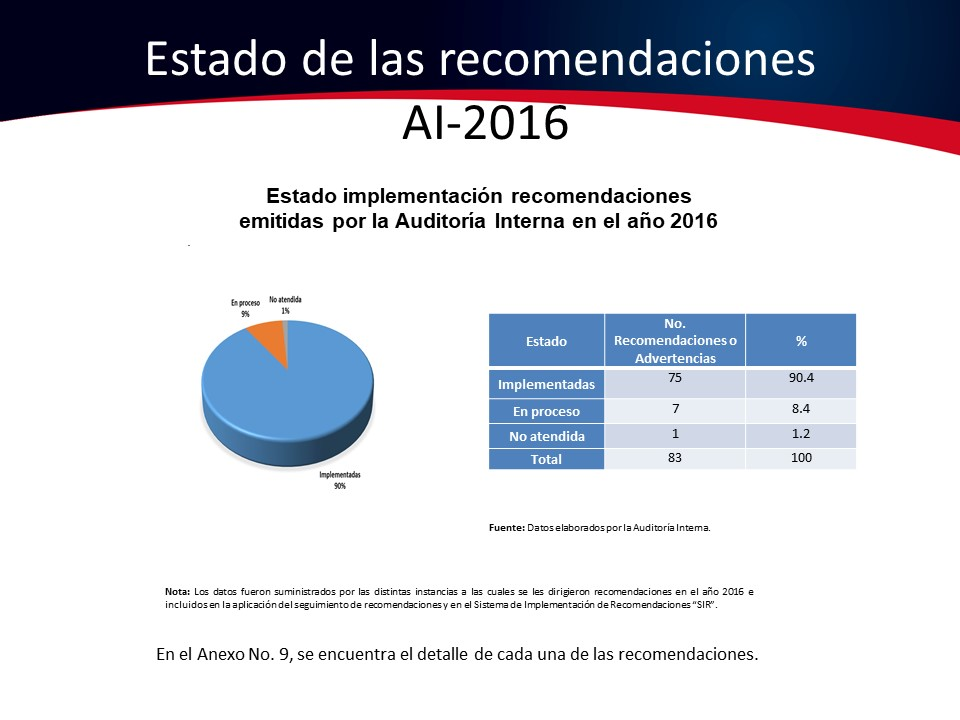 Estado de las recomendaciones
AI-2016
Estado implementación recomendaciones
emitidas por la Auditoría Interna en el año 2016
En proceso
9%
No atendida
1%
Implementadas
90%
Estado
No.
Recomendaciones o
Advertencias
%
Implementadas 75 90.4
En proceso 7 8.4
No atendida 1 1.2
Total 83 100
Fuente: Datos elaborados por la Auditoría Interna.
Nota: Los datos fueron suministrados por las distintas instancias a las cuales se les dirigieron recomendaciones en el año 2016 e
incluidos en la aplicación del seguimiento de recomendaciones y en el Sistema de Implementación de Recomendaciones “SIR”.
En el Anexo No. 9, se encuentra el detalle de cada una de las recomendaciones.